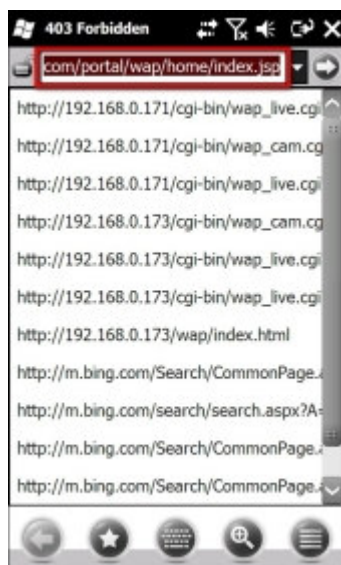 403 Forbidden
com/portal/wap/home/index.jsp
http://192.168.0.171/cgi-bin/wap_live.cgi
http://192.168.0.171/cgi-bin/wap_cam.cg
http://192.168.0.171/cgi-bin/wap_live.cgi
http://192.168.0.173/cgi-bin/wap_cam.cg
http://192.168.0.173/cgi-bin/wap_live.cgi
http://192.168.0.173/cgi-bin/wap_live.cgi
http://192.168.0.173/wap/index.html
http://m.bing.com/Search/CommonPage.a
http://m.bing.com/search/search.aspx?A=
http://m.bing.com/Search/CommonPage.a
http://m.bing.com/Search/CommonPage.a